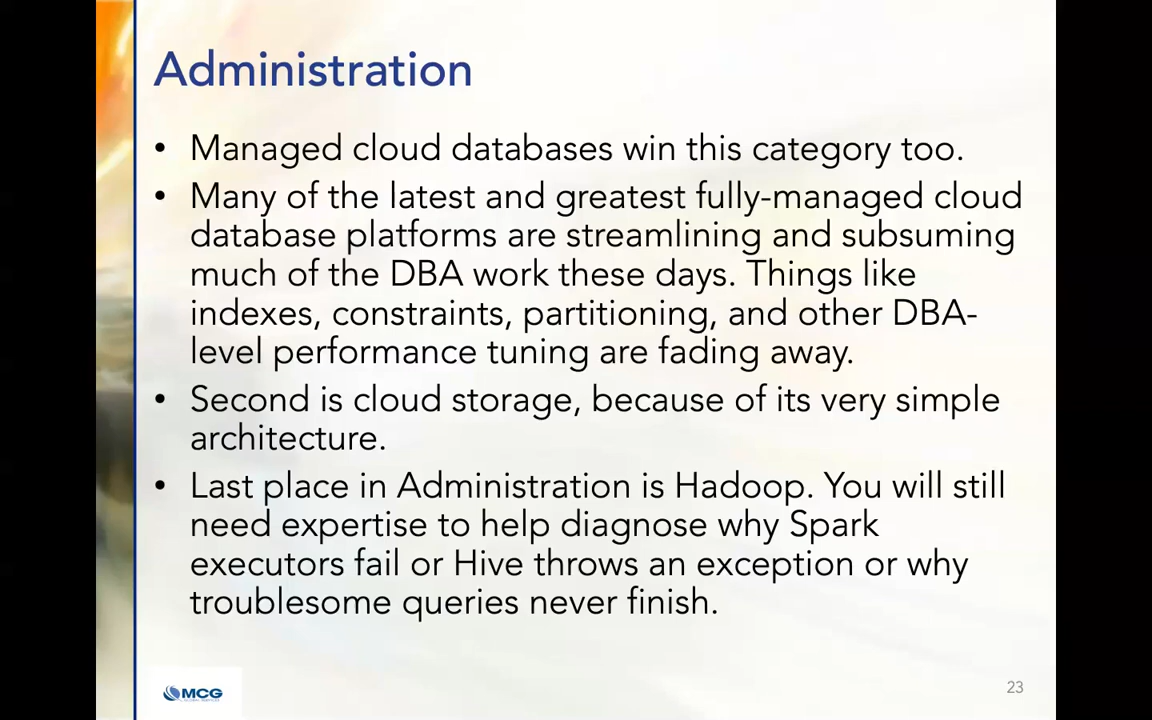 Administration
• Managed cloud databases win this category too.
• Many of the latest and greatest fully-managed cloud
database platforms are streamlining and subsuming
much of the DBA work these days. Things like
indexes, constraints, partitioning, and other DBA-
level performance tuning are fading away.
• Second is cloud storage, because of its very simple
architecture.
• Last place in Administration is Hadoop. You will still
need expertise to help diagnose why Spark
executors fail or Hive throws an exception or why
troublesome queries never finish.
MCG
23